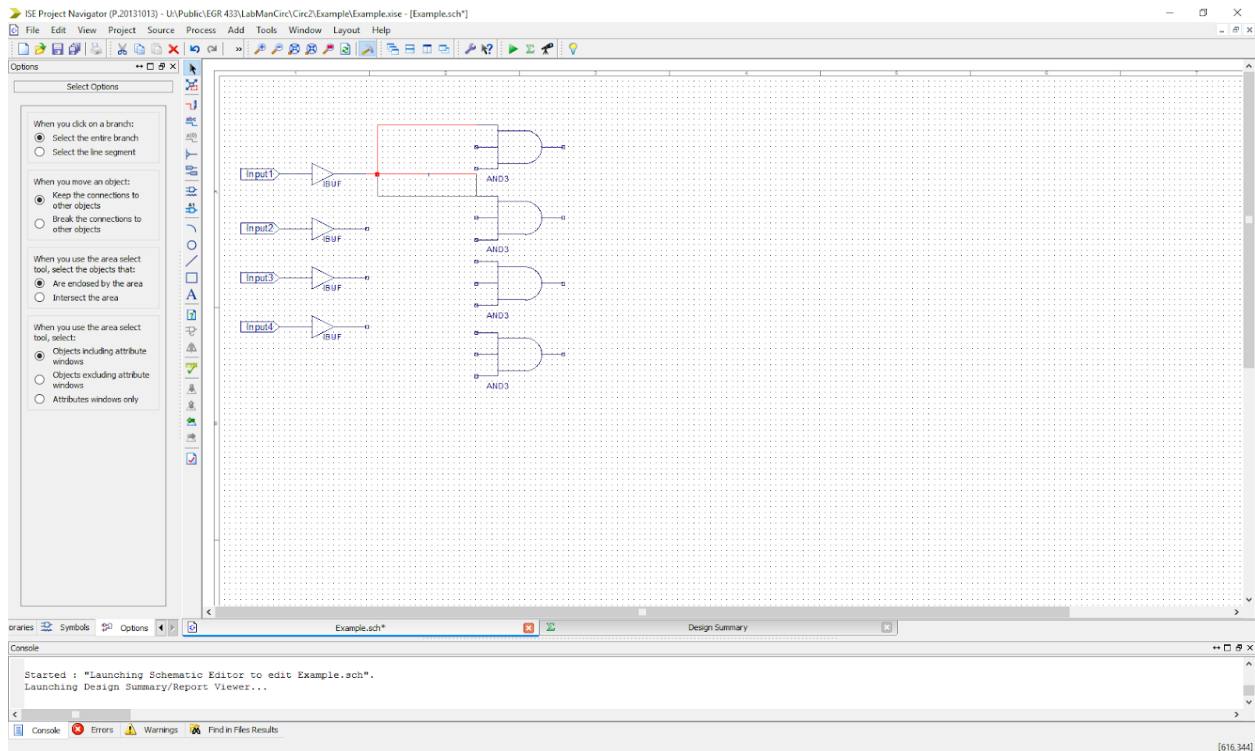 ISE Project Navigator (P.20131013) - U:\Public\EGR 433\LabManCirc\Circ2\Example\Example.xise - [Example.sch*]
File Edit View Project Source Process Add Tools Window Layout Help
Options
Select Options
When you click on a branch:
Select the entire branch
Select the line segment
When you move an object:
Keep the connections to
other objects
Break the connections to
other objects
When you use the area select
tool, select the objects that:
Are enclosed by the area
Intersect the area
When you use the area select
tool, select:
Objects including attribute
windows
Objects excluding attribute
windows
Attributes windows only
Input1
IBUF
AND3
Input2
IBUF
AND3
Input3
IBUF
AND3
Input4
IBUF
AND3
oraries Symbols Options
Example.sch*
Design Summary
Console
Started : "Launching Schematic Editor to edit Example.sch".
Launching Design Summary/Report Viewer...
Console Errors Warnings Find in Files Results
[616,344]